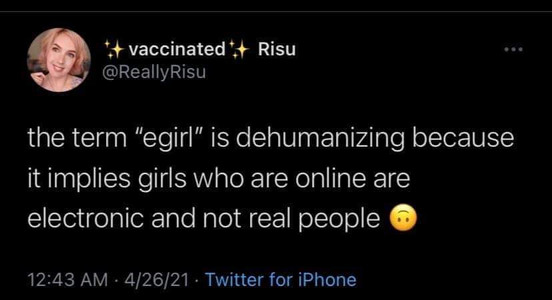 ✨vaccinated✨ Risu
@ReallyRisu
the term “egirl” is dehumanizing because
it implies girls who are online are
electronic and not real people 🙃
12:43 AM · 4/26/21 · Twitter for iPhone